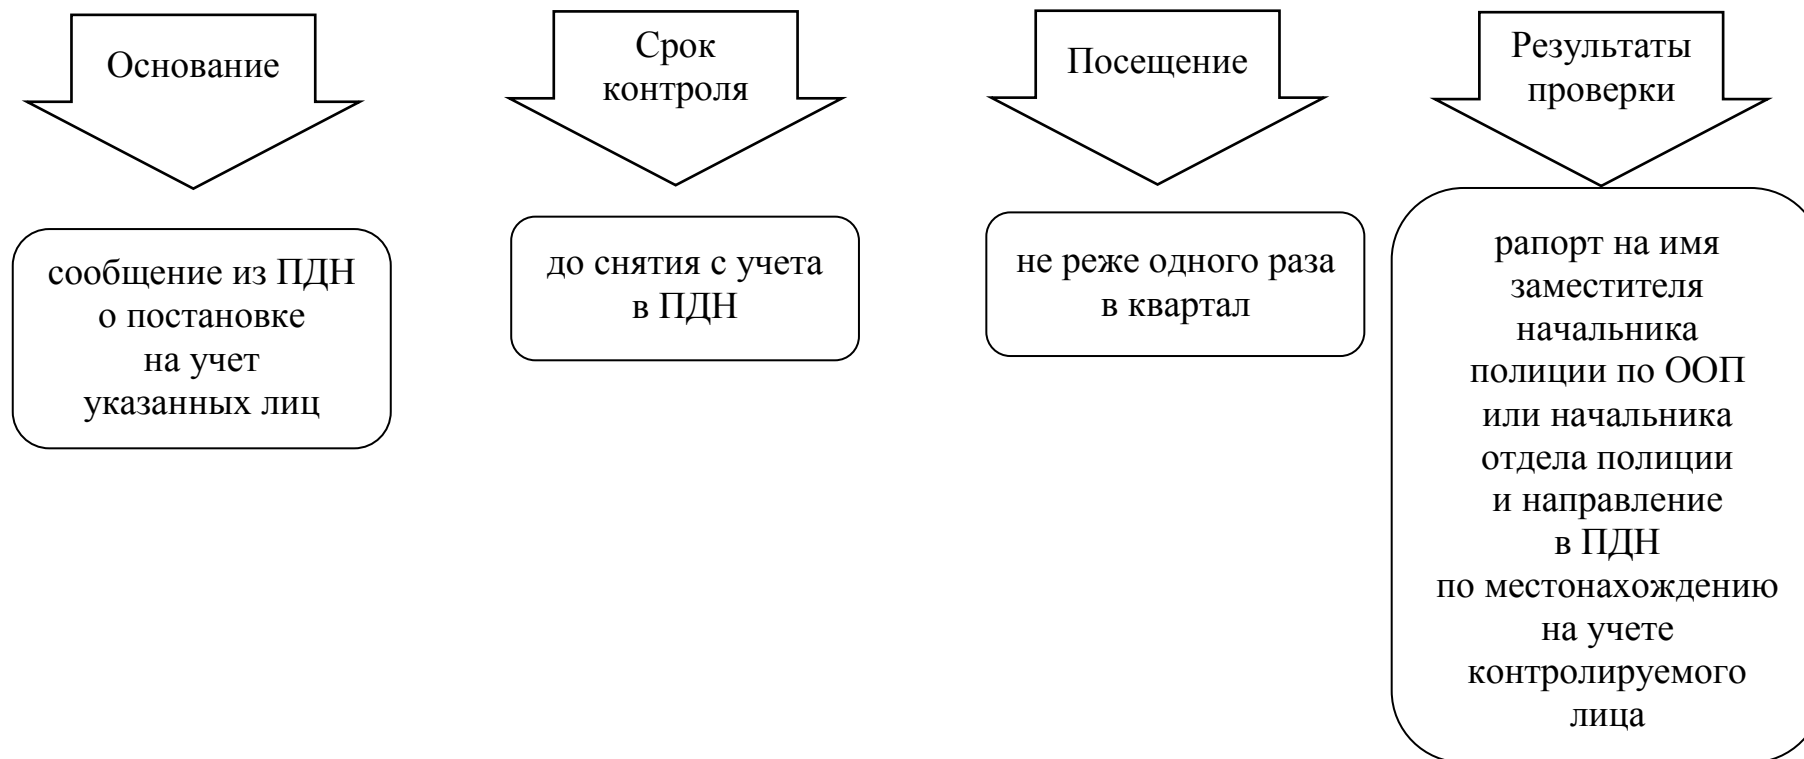 Основание
сообщение из ПДН
о постановке
на учет
указанных лиц
Срок
контроля
до снятия с учета
в ПДН
Посещение
не реже одного раза
в квартал
Результаты
проверки
рапорт на имя
заместителя
начальника
полиции по ООП
или начальника
отдела полиции
и направление
в ПДН
по местонахождению
на учете
контролируемого
лица